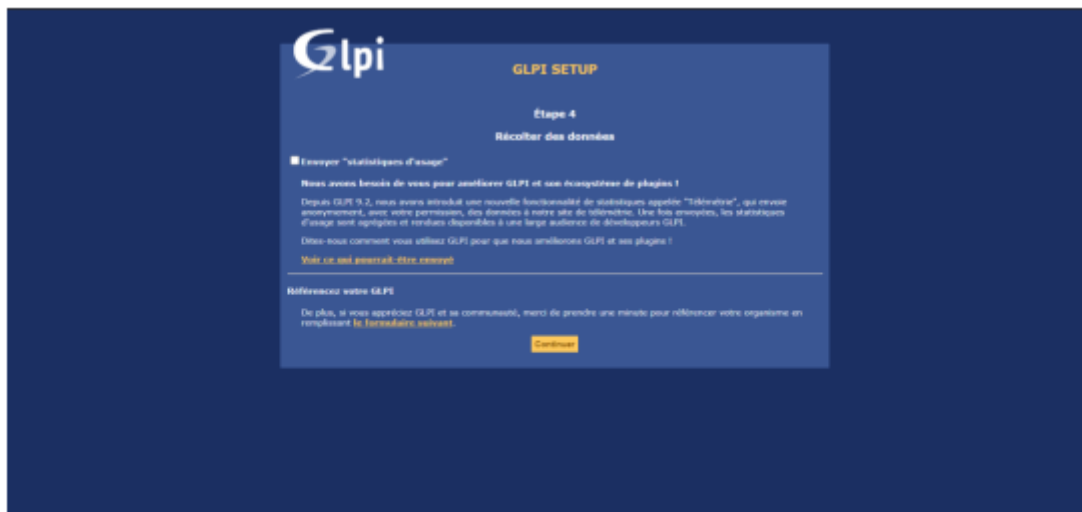 Glpi
GLPI SETUP
Étape 4
Récolter des données
Envoyer "statistiques d'usage"
Nous avons besoin de vous pour améliorer GLPI et son écosystème de plugins !
Depuis GLPI 9.2, nous avons introduit une nouvelle fonctionnalité de statistiques appelée "Télémétrie", qui envoie
anonymement, avec votre permission, des données à notre site de télémétrie. Une fois envoyées, les statistiques
d'usage sont agrégées et rendues disponibles à une large audience de développeurs GLPI.
Dites-nous comment vous utilisez GLPI pour que nous améliorons GLPI et ses plugins !
Voir ce qui pourrait être envoyé
Référencez votre GLPI
De plus, si vous appréciez GLPI et sa communauté, merci de prendre une minute pour référencer votre organisme en
remplissant le formulaire suivant.
Continuer